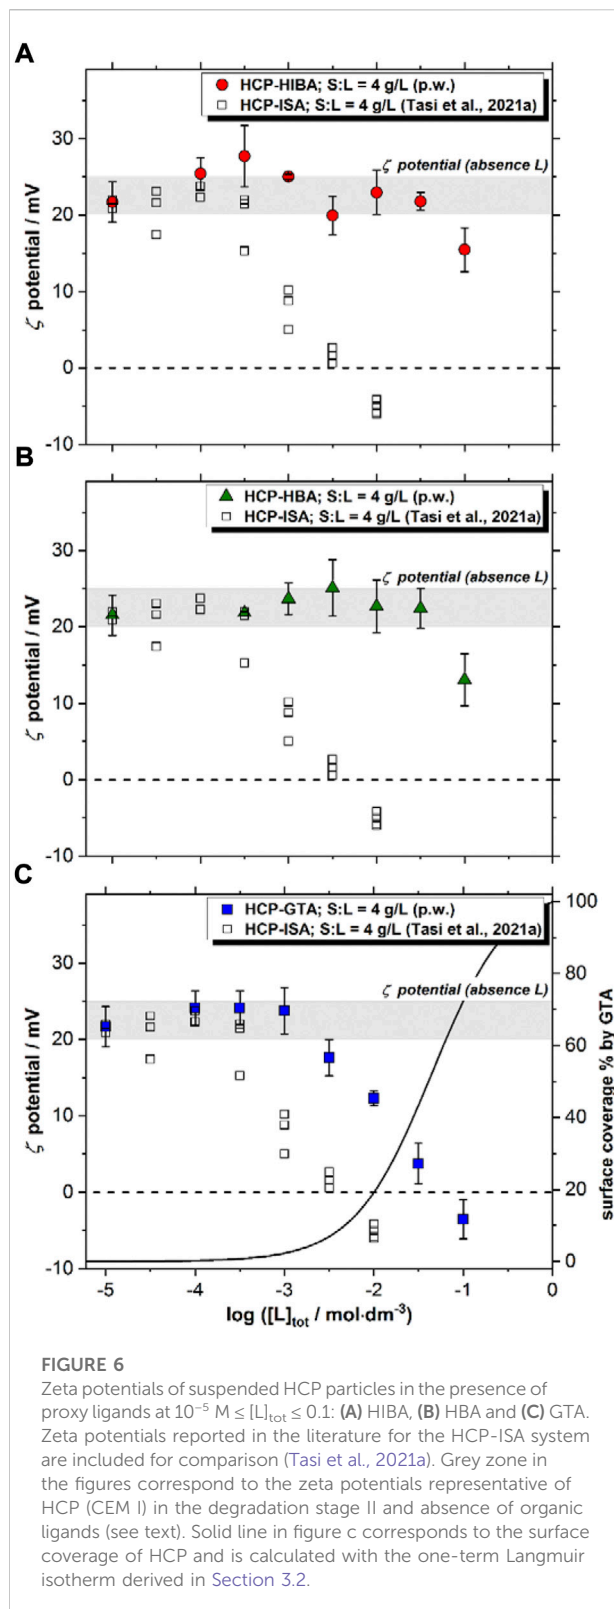 A
HCP-HIBA; S:L = 4 g/L (p.w.)
HCP-ISA; S:L = 4 g/L (Tasi et al., 2021a)
30
20
10
0
-10
ζ potential / mV
ζ potential (absence L)
B
HCP-HBA; S:L = 4 g/L (p.w.)
HCP-ISA; S:L = 4 g/L (Tasi et al., 2021a)
30
20
10
0
-10
ζ potential / mV
ζ potential (absence L)
C
HCP-GTA; S:L = 4 g/L (p.w.)
HCP-ISA; S:L = 4 g/L (Tasi et al., 2021a)
30
20
10
0
-10
ζ potential / mV
ζ potential (absence L)
100
80
70
60
50
40
30
20
10
0
surface coverage % by GTA
-5 -4 -3 -2 -1 0
log ([L]tot / mol·dm⁻³)
FIGURE 6
Zeta potentials of suspended HCP particles in the presence of
proxy ligands at 10⁻⁵ M ≤ [L]tot ≤ 0.1: (A) HIBA, (B) HBA and (C) GTA.
Zeta potentials reported in the literature for the HCP-ISA system
are included for comparison (Tasi et al., 2021a). Grey zone in
the figures correspond to the zeta potentials representative of
HCP (CEM I) in the degradation stage II and absence of organic
ligands (see text). Solid line in figure c corresponds to the surface
coverage of HCP and is calculated with the one-term Langmuir
isotherm derived in Section 3.2.